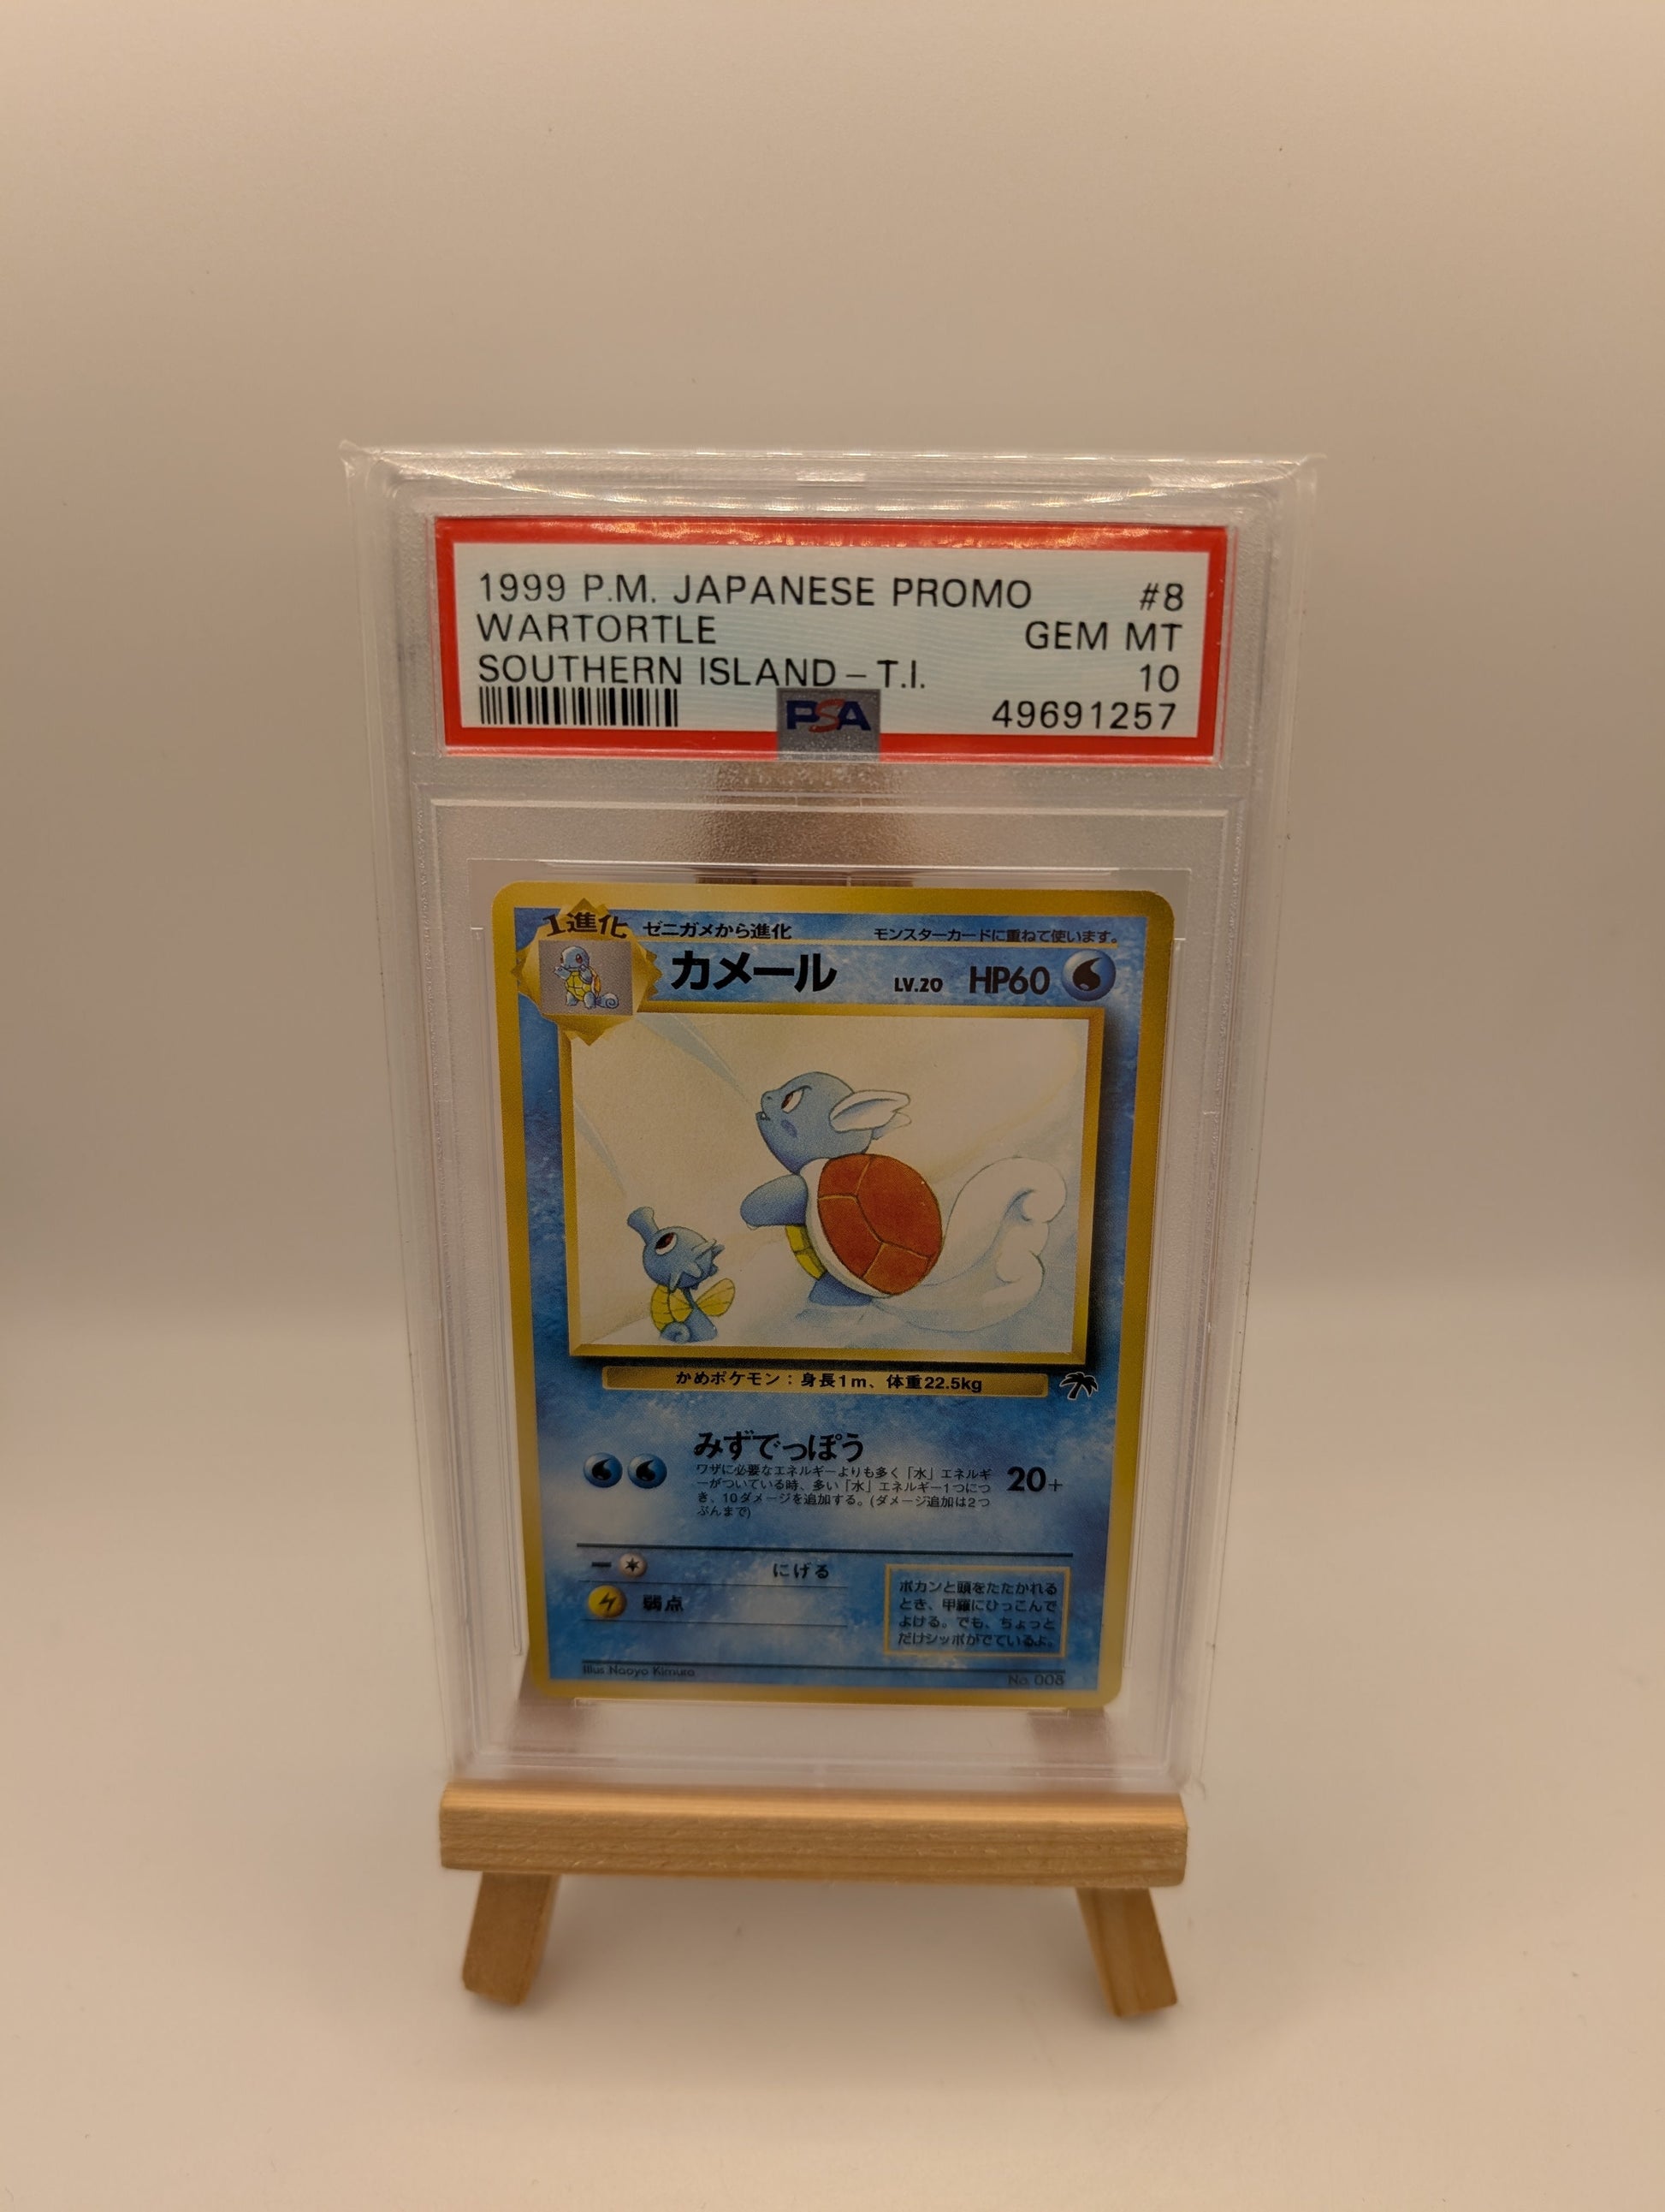 1999 P.M. JAPANESE PROMO #8
WARTORTLE GEM MT
SOUTHERN ISLAND – T.I. 10
PSA 49691257
1進化 ゼニガメから進化 モンスターカードに重ねて使います。
カメール LV.20 HP60
かめポケモン：身長1m、体重22.5kg
みずでっぽう
ワザに必要なエネルギーよりも多く「水」エネルギ
ーがついている時、多い「水」エネルギー1つにつ
き、10ダメージを追加する。(ダメージ追加は2つ
ぶんまで)
20+
にげる
弱点
ポカンと頭をたたかれる
とき、甲羅にひっこんで
よける。でも、ちょっと
だけシッポがでているよ。
Illus Naoyo Kimura No. 008